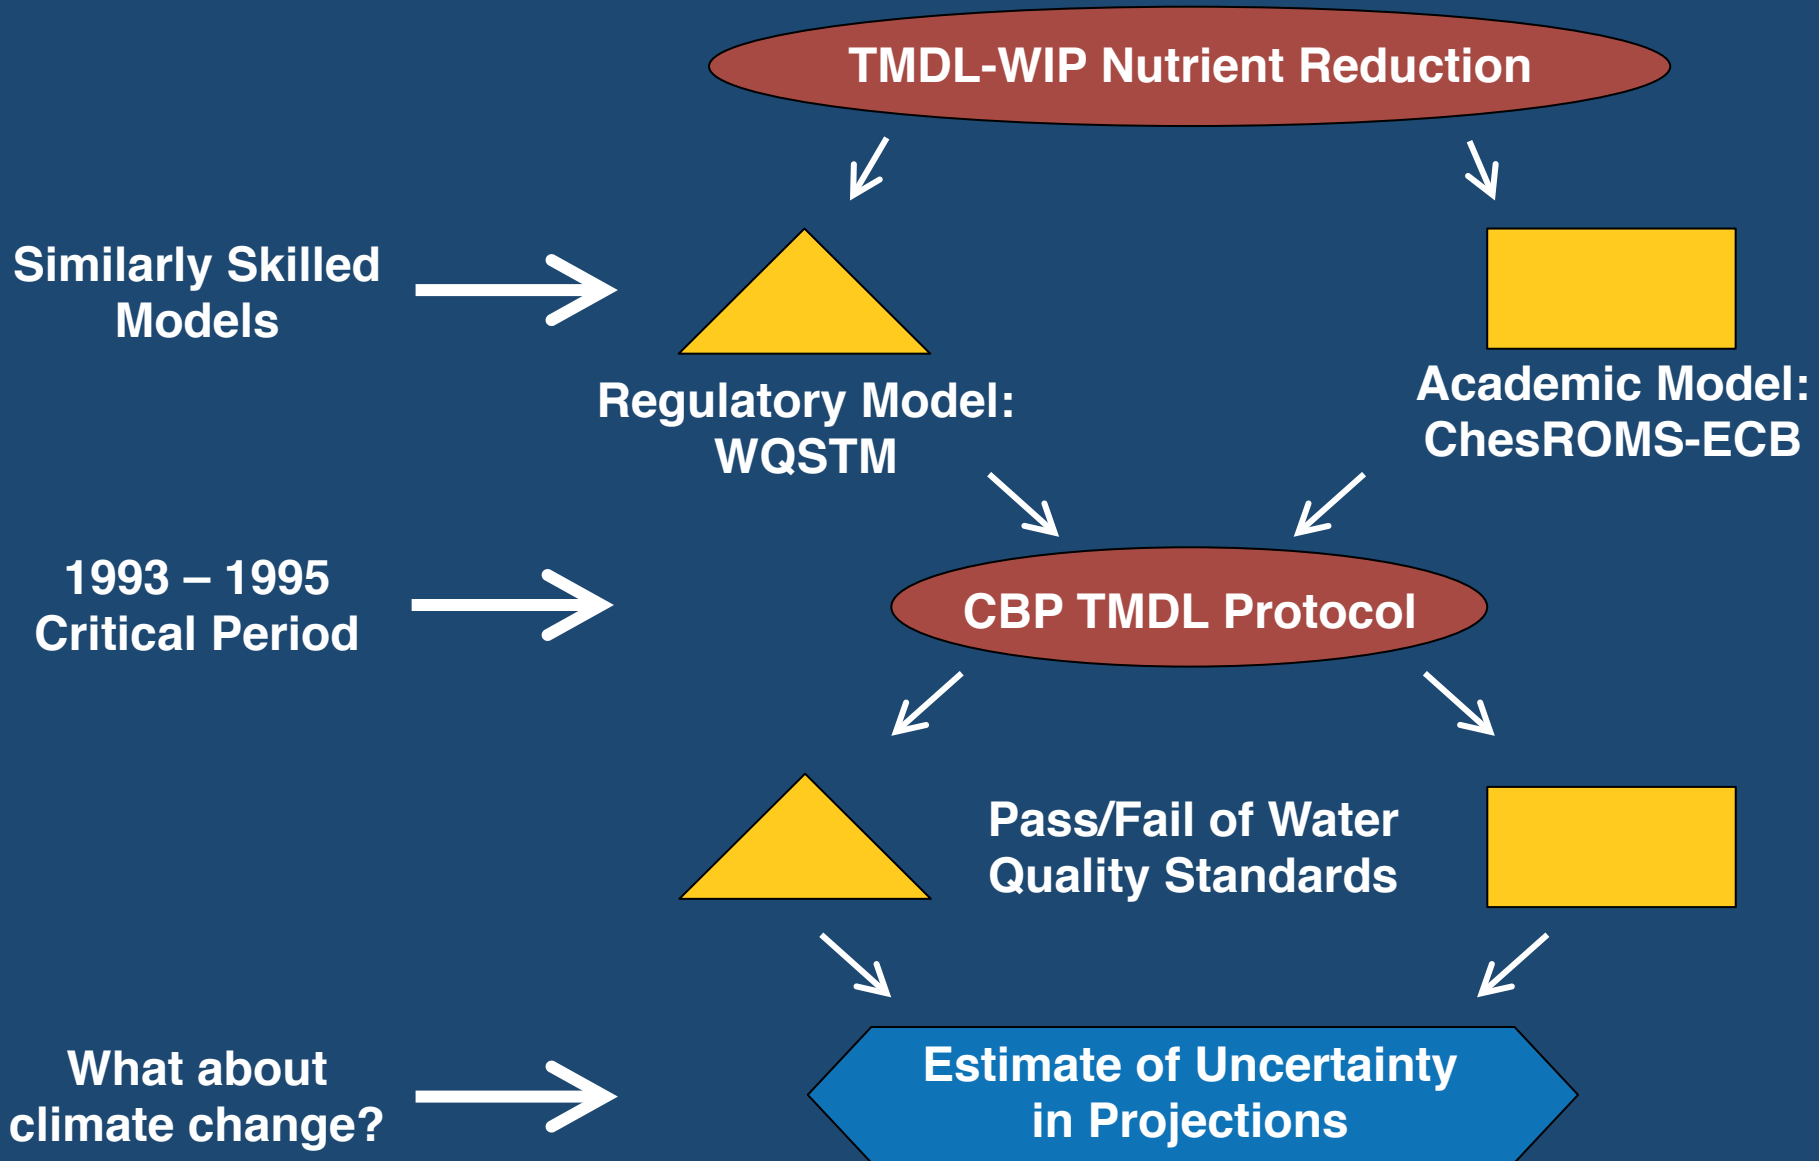 TMDL-WIP Nutrient Reduction
Similarly Skilled
Models
Regulatory Model:
WQSTM
Academic Model:
ChesROMS-ECB
1993 – 1995
Critical Period
CBP TMDL Protocol
Pass/Fail of Water
Quality Standards
What about
climate change?
Estimate of Uncertainty
in Projections